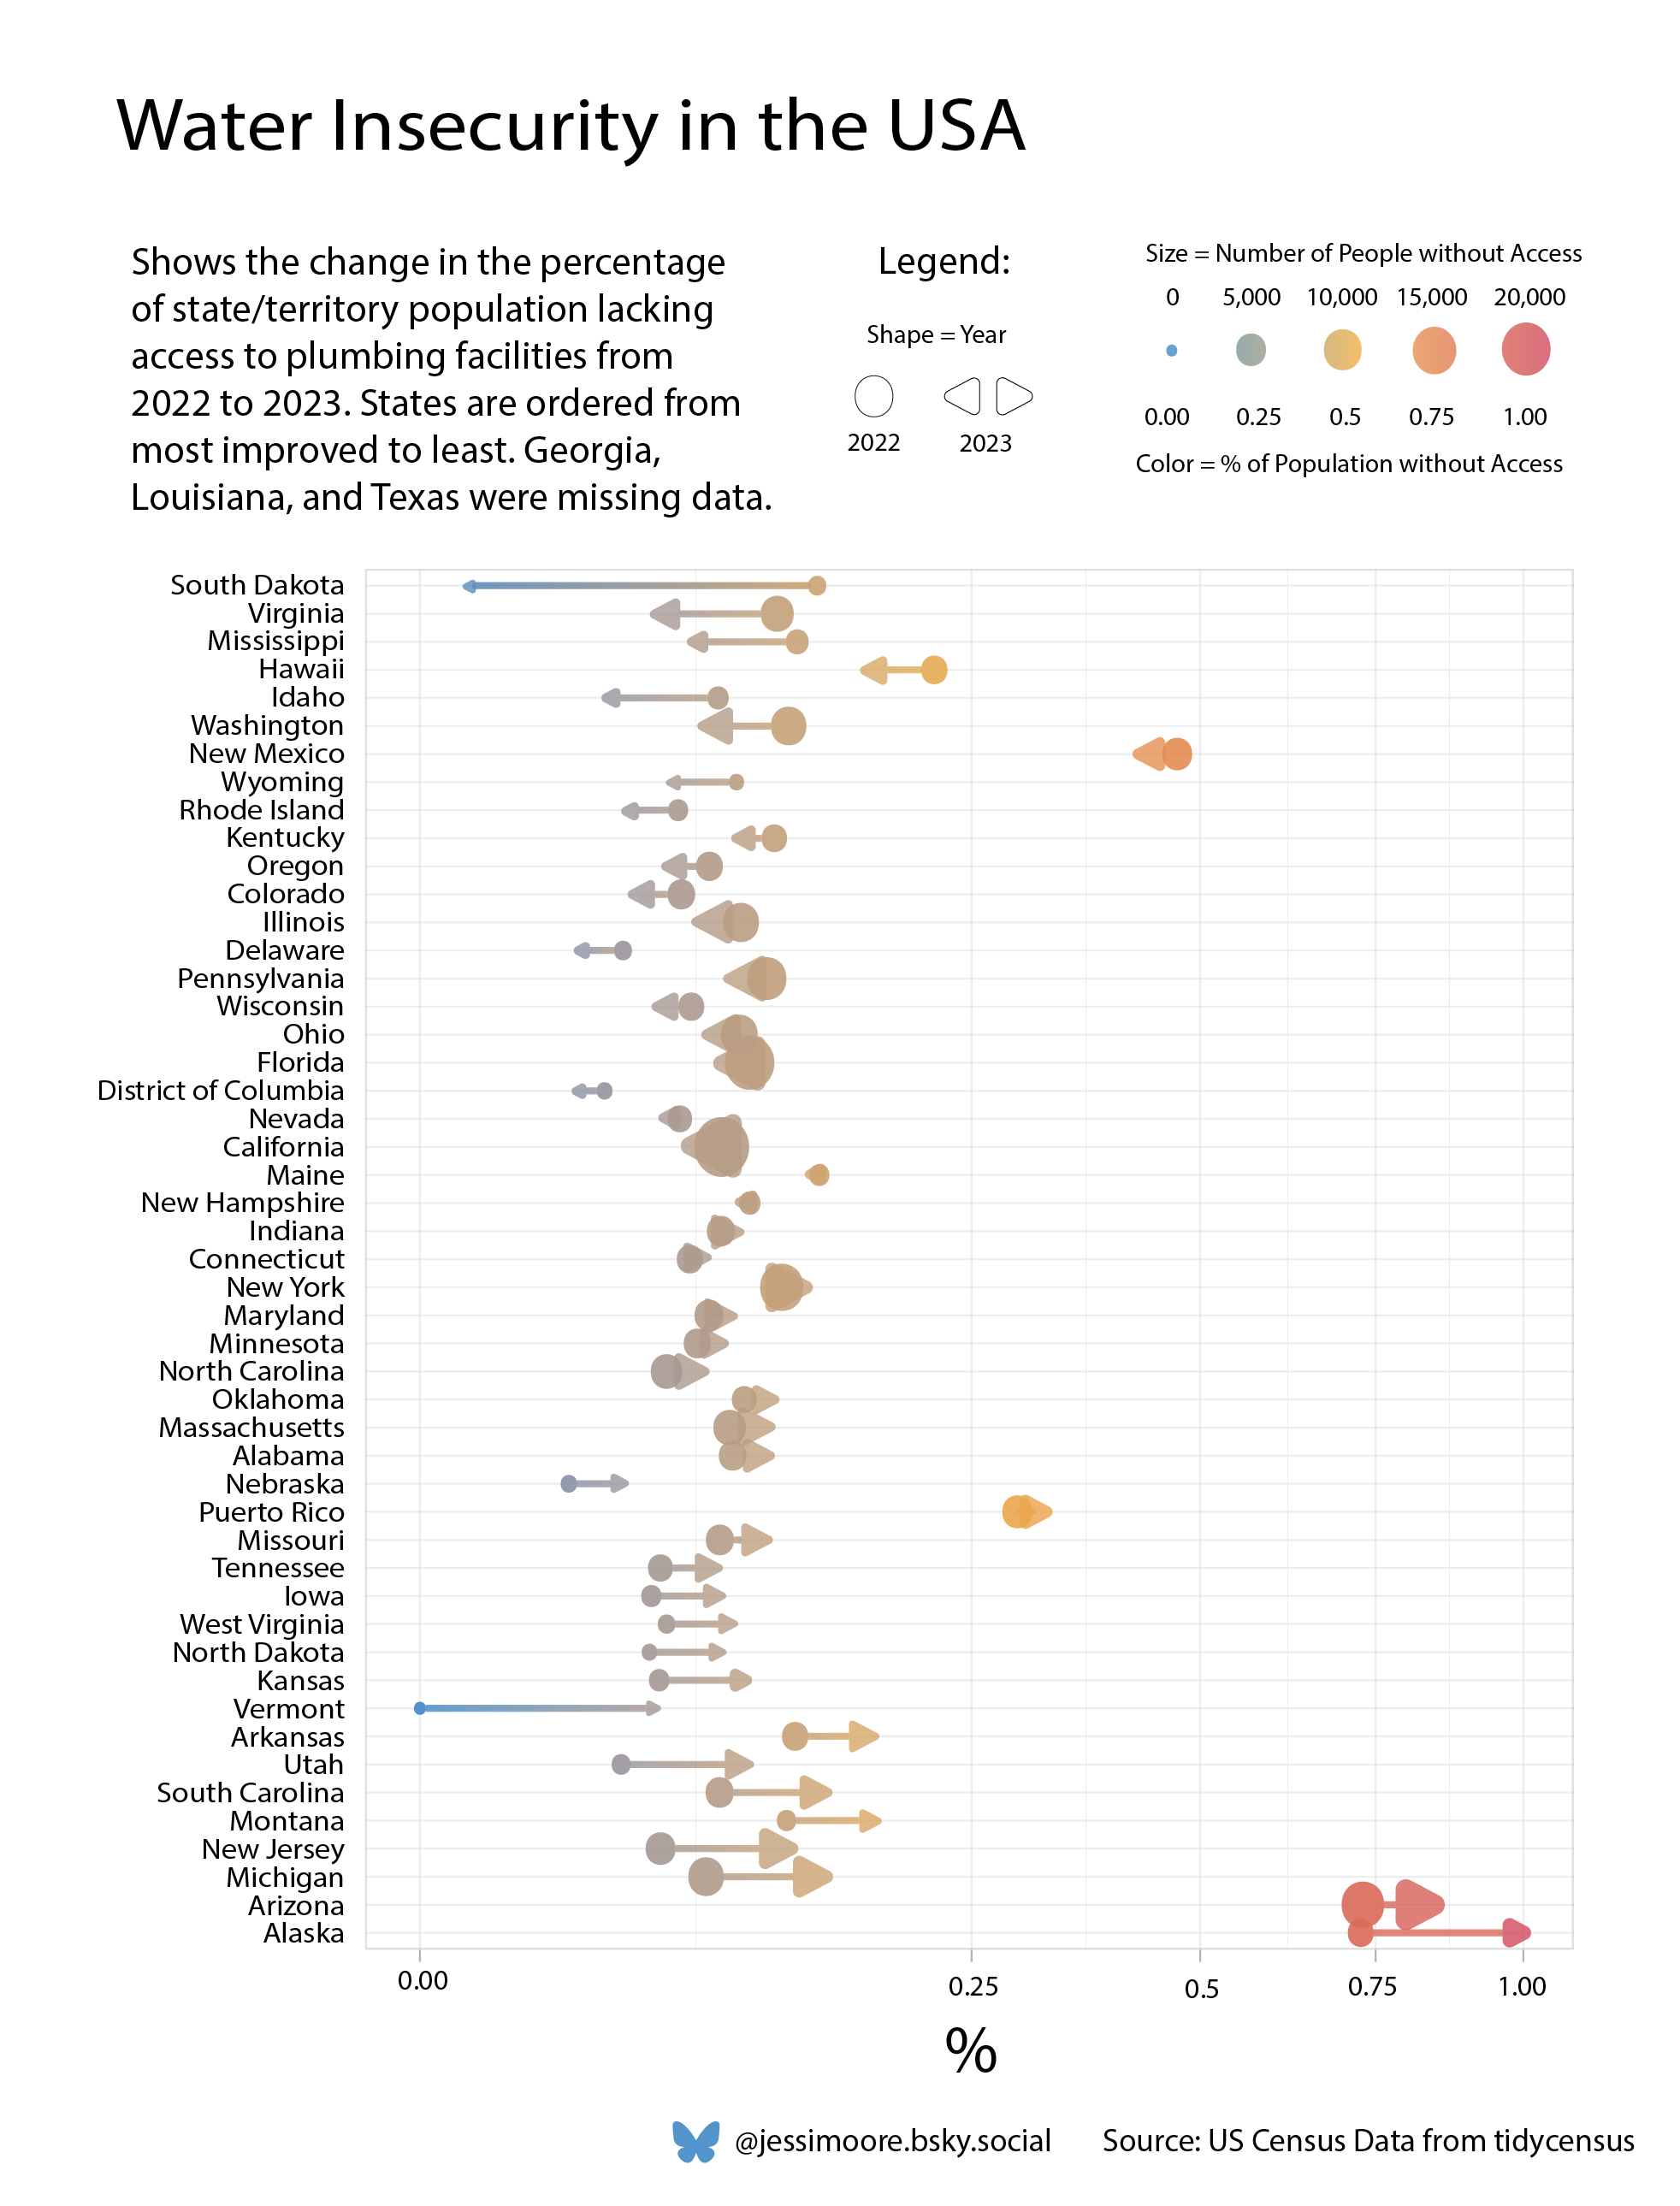 Water Insecurity in the USA
Shows the change in the percentage
of state/territory population lacking
access to plumbing facilities from
2022 to 2023. States are ordered from
most improved to least. Georgia,
Louisiana, and Texas were missing data.
Legend:
Shape = Year
2022 2023
Size = Number of People without Access
0 5,000 10,000 15,000 20,000
0.00 0.25 0.5 0.75 1.00
Color = % of Population without Access
South Dakota
Virginia
Mississippi
Hawaii
Idaho
Washington
New Mexico
Wyoming
Rhode Island
Kentucky
Oregon
Colorado
Illinois
Delaware
Pennsylvania
Wisconsin
Ohio
Florida
District of Columbia
Nevada
California
Maine
New Hampshire
Indiana
Connecticut
New York
Maryland
Minnesota
North Carolina
Oklahoma
Massachusetts
Alabama
Nebraska
Puerto Rico
Missouri
Tennessee
Iowa
West Virginia
North Dakota
Kansas
Vermont
Arkansas
Utah
South Carolina
Montana
New Jersey
Michigan
Arizona
Alaska
0.00 0.25 0.5 0.75 1.00
%
@jessimoore.bsky.social Source: US Census Data from tidycensus